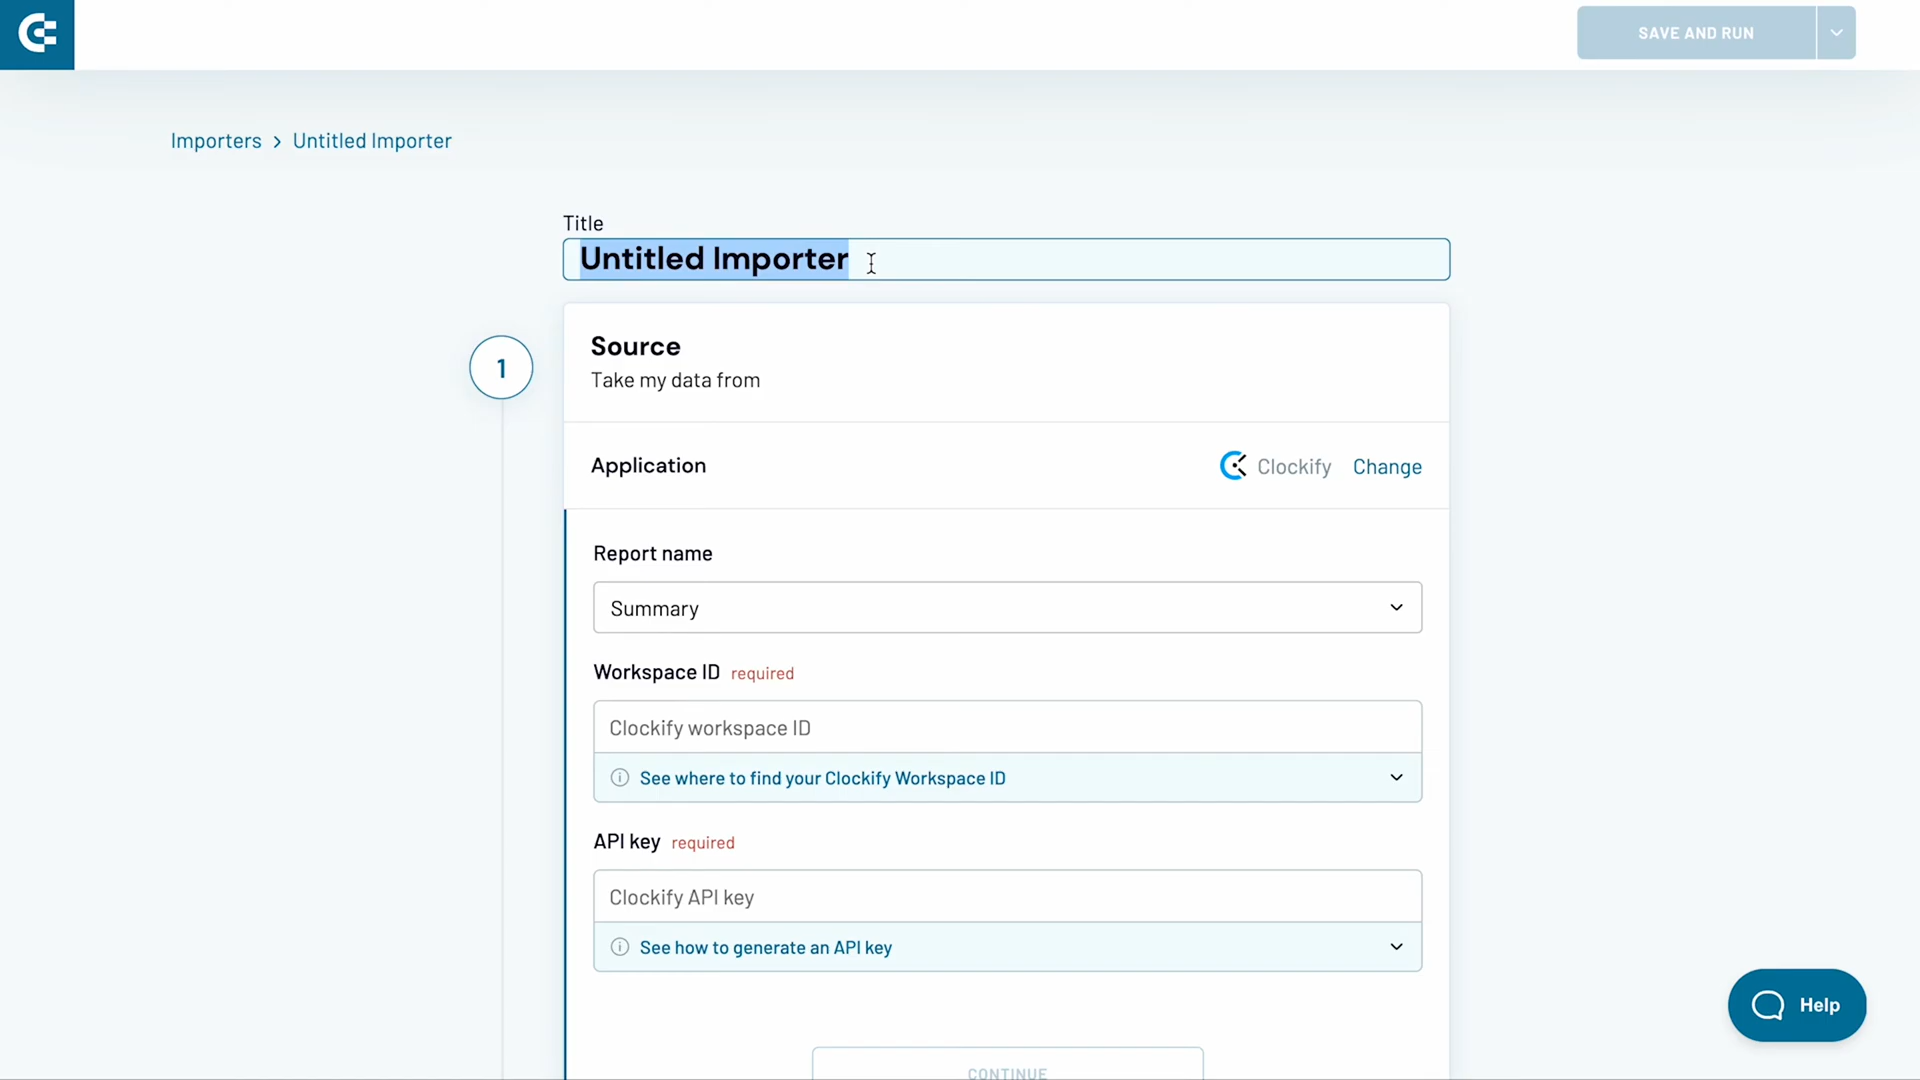 SAVE AND RUN
Importers > Untitled Importer
Title
Untitled Importer
1
Source
Take my data from
Application
Clockify Change
Report name
Summary
Workspace ID required
Clockify workspace ID
See where to find your Clockify Workspace ID
API key required
Clockify API key
See how to generate an API key
CONTINUE
Help